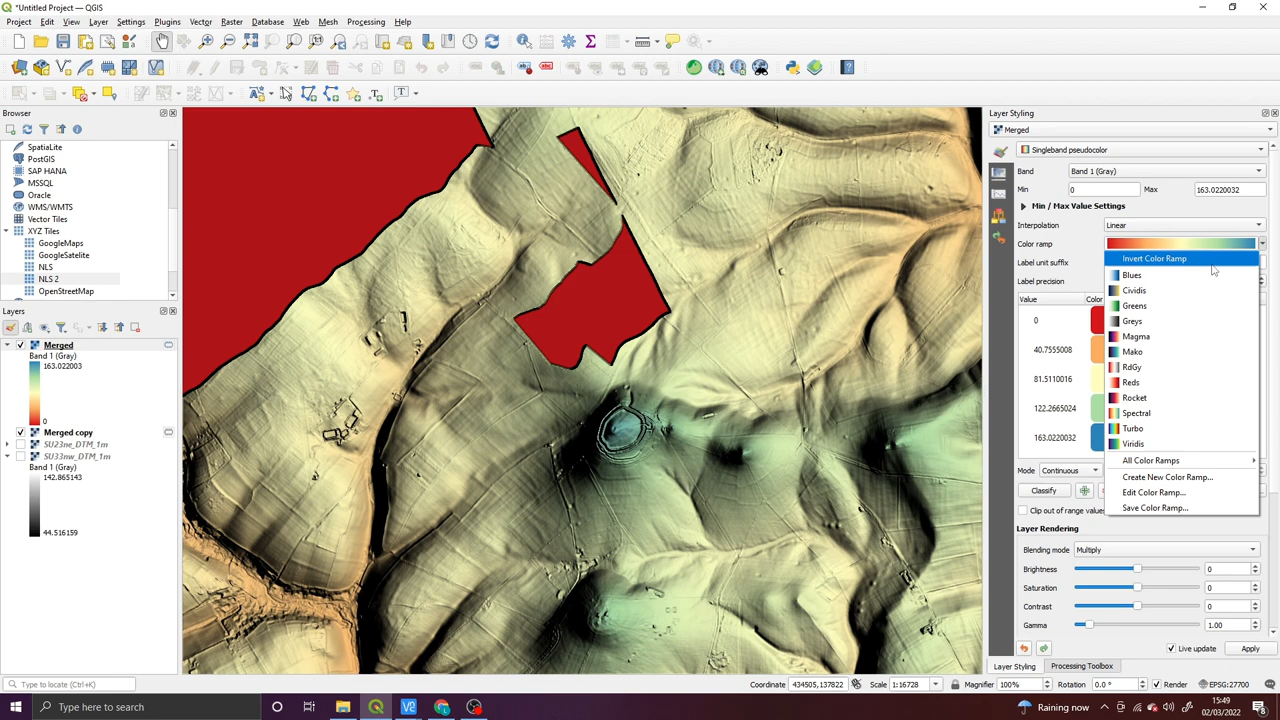 *Untitled Project — QGIS
Project Edit View Layer Settings Plugins Vector Raster Database Web Mesh Processing Help
Browser
SpatiaLite
PostGIS
SAP HANA
MSSQL
Oracle
WMS/WMTS
Vector Tiles
XYZ Tiles
GoogleMaps
GoogleSatelite
NLS
NLS 2
OpenStreetMap
Layers
Merged
Band 1 (Gray)
163.022003
0
Merged copy
SU23ne_DTM_1m
SU33nw_DTM_1m
Band 1 (Gray)
142.865143
44.516159
Layer Styling
Merged
Singleband pseudocolor
Band Band 1 (Gray)
Min 0 Max 163.0220032
Min / Max Value Settings
Interpolation Linear
Color ramp
Label unit suffix
Label precision
Value Color
0
40.7555008
81.5110016
122.2665024
163.0220032
Invert Color Ramp
Blues
Cividis
Greens
Greys
Magma
Mako
RdGy
Reds
Rocket
Spectral
Turbo
Viridis
All Color Ramps
Create New Color Ramp...
Edit Color Ramp...
Save Color Ramp...
Mode Continuous
Classify
Clip out of range values
Layer Rendering
Blending mode Multiply
Brightness 0
Saturation 0
Contrast 0
Gamma 1.00
Live update Apply
Layer Styling Processing Toolbox
Type to locate (Ctrl+K)
Coordinate 434505,137822 Scale 1:16728 Magnifier 100% Rotation 0.0 ° Render EPSG:27700
Type here to search
Raining now
15:49
02/03/2022